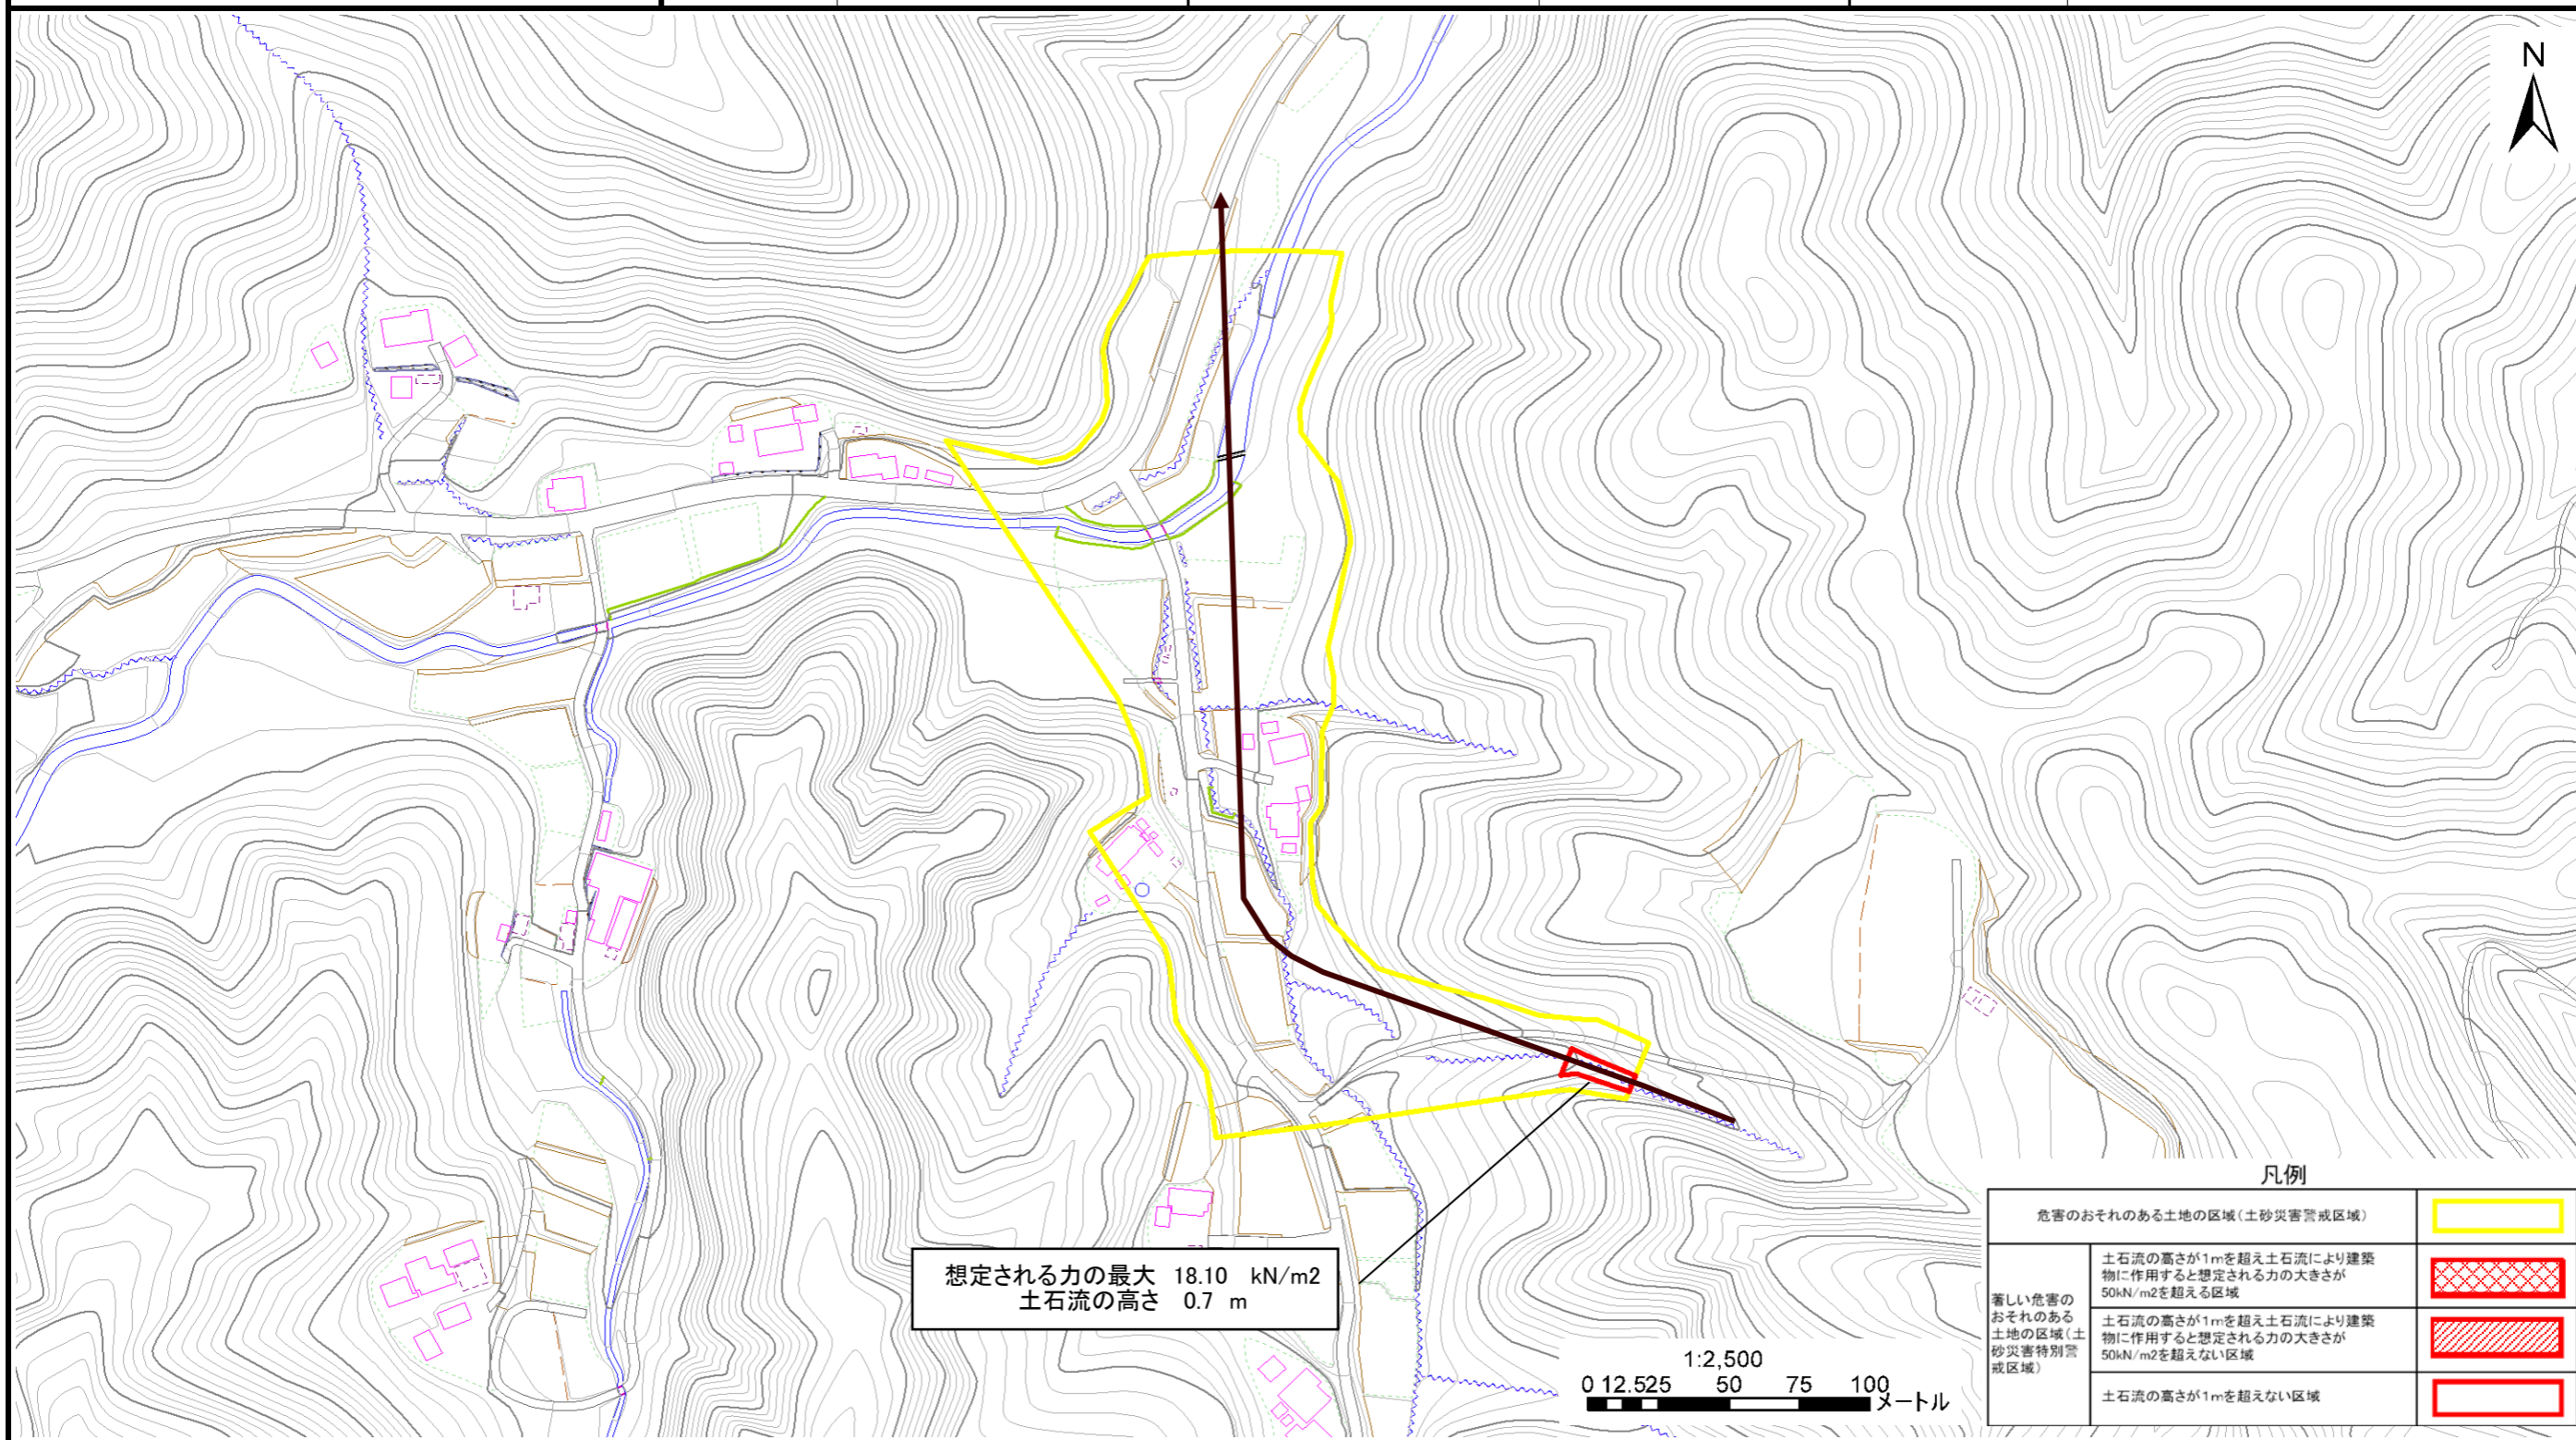 N
想定される力の最大 18.10 kN/m2
土石流の高さ 0.7 m
1:2,500
0 12.525 50 75 100
メートル
凡例
危害のおそれのある土地の区域(土砂災害警戒区域)
著しい危害の
おそれのある
土地の区域(土
砂災害特別警
戒区域)
土石流の高さが1mを超え土石流により建築
物に作用すると想定される力の大きさが
50kN/m2を超える区域
土石流の高さが1mを超え土石流により建築
物に作用すると想定される力の大きさが
50kN/m2を超えない区域
土石流の高さが1mを超えない区域